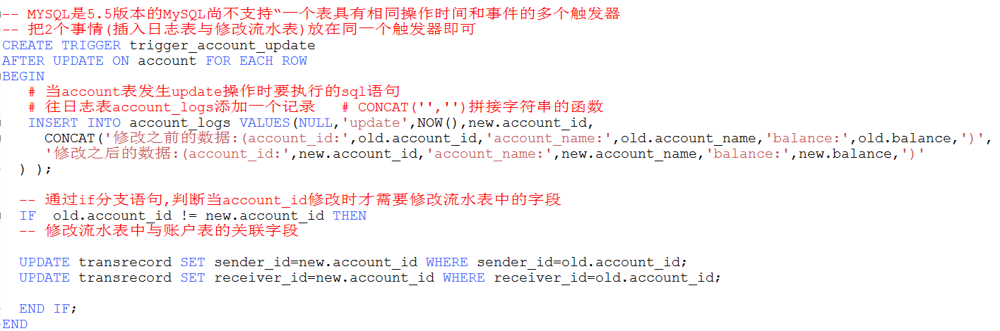 -- MYSQL是5.5版本的MySQL尚不支持“一个表具有相同操作时间和事件的多个触发器
-- 把2个事情(插入日志表与修改流水表)放在同一个触发器即可
CREATE TRIGGER trigger_account_update
AFTER UPDATE ON account FOR EACH ROW
BEGIN
# 当account表发生update操作时要执行的sql语句
# 往日志表account_logs添加一个记录 # CONCAT('','')拼接字符串的函数
INSERT INTO account_logs VALUES(NULL,'update',NOW(),new.account_id,
CONCAT('修改之前的数据:(account_id:',old.account_id,'account_name:',old.account_name,'balance:',old.balance,')',
'修改之后的数据:(account_id:',new.account_id,'account_name:',new.account_name,'balance:',new.balance,')'
) );
-- 通过if分支语句,判断当account_id修改时才需要修改流水表中的字段
IF old.account_id != new.account_id THEN
-- 修改流水表中与账户表的关联字段
UPDATE transrecord SET sender_id=new.account_id WHERE sender_id=old.account_id;
UPDATE transrecord SET receiver_id=new.account_id WHERE receiver_id=old.account_id;
END IF;
END